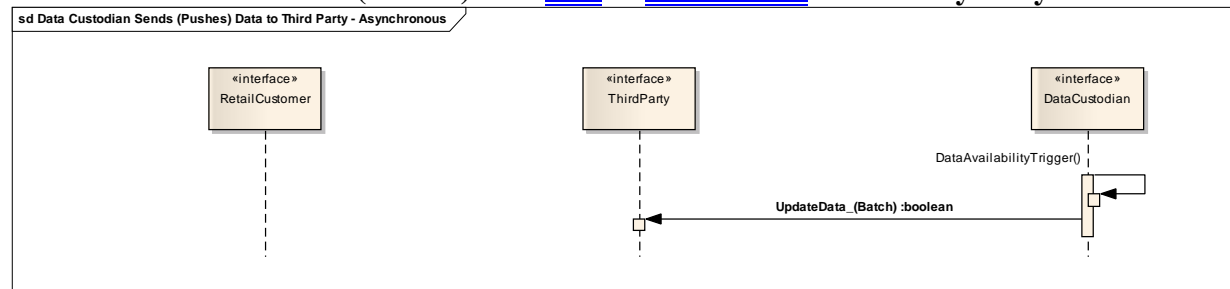 sd Data Custodian Sends (Pushes) Data to Third Party - Asynchronous
«interface»
RetailCustomer
«interface»
ThirdParty
«interface»
DataCustodian
DataAvailabilityTrigger()
UpdateData_(Batch) :boolean